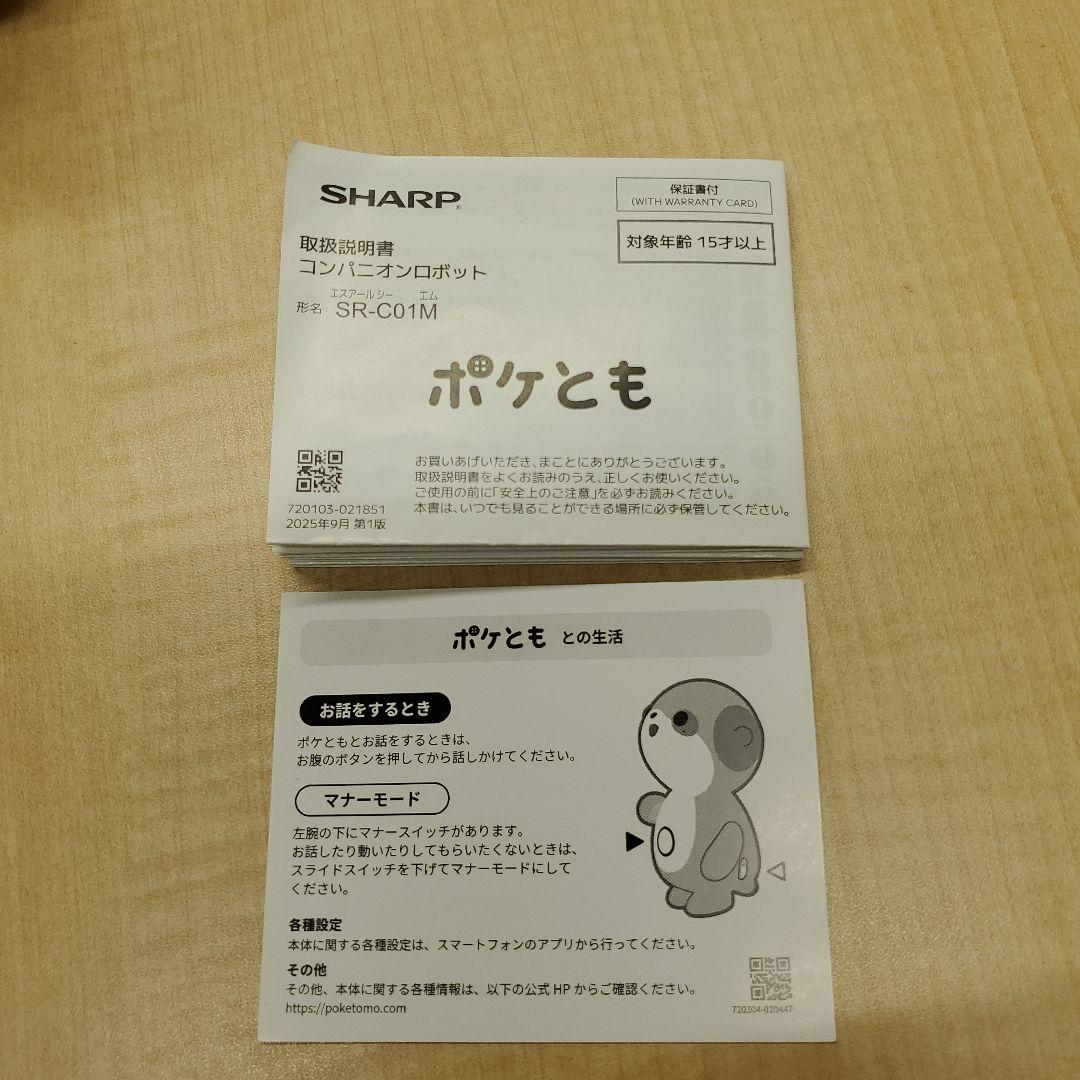 SHARP
保証書付
(WITH WARRANTY CARD)
対象年齢 15才以上
取扱説明書
コンパニオンロボット
エスアールシー エム
形名 SR-C01M
ポケとも
お買いあげいただき、まことにありがとうございます。
取扱説明書をよくお読みのうえ、正しくお使いください。
ご使用の前に「安全上のご注意」を必ずお読みください。
本書は、いつでも見ることができる場所に必ず保管してください。
720103-021851
2025年9月 第1版
ポケとも との生活
お話をするとき
ポケともとお話をするときは、
お腹のボタンを押してから話しかけてください。
マナーモード
左腕の下にマナースイッチがあります。
お話したり動いたりしてもらいたくないときは、
スライドスイッチを下げてマナーモードにして
ください。
各種設定
本体に関する各種設定は、スマートフォンのアプリから行ってください。
その他
その他、本体に関する各種情報は、以下の公式 HP からご確認ください。
https://poketomo.com
720304-020447